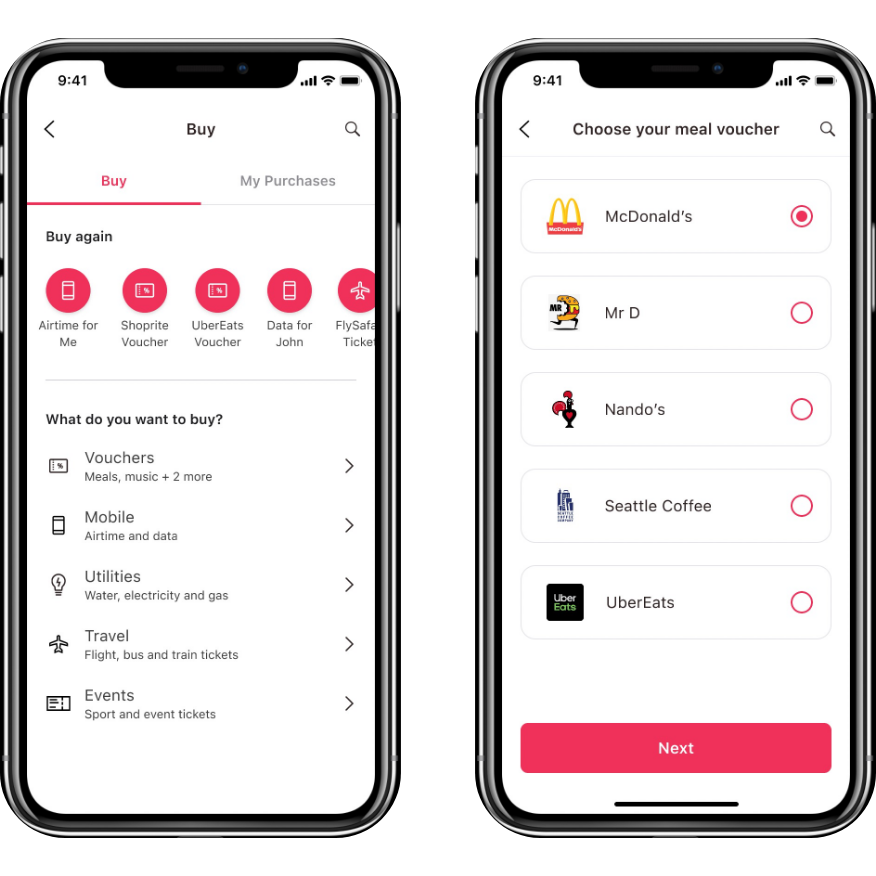 9:41
Buy
Buy
My Purchases
Buy again
Airtime for
Me
Shoprite
Voucher
UberEats
Voucher
Data for
John
FlySafa
Ticket
What do you want to buy?
Vouchers
Meals, music + 2 more
Mobile
Airtime and data
Utilities
Water, electricity and gas
Travel
Flight, bus and train tickets
Events
Sport and event tickets
9:41
Choose your meal voucher
McDonald's
McDonald's
MR D
Mr D
Nando's
SEATTLE
COFFEE
COMPANY
Seattle Coffee
Uber
Eats
UberEats
Next